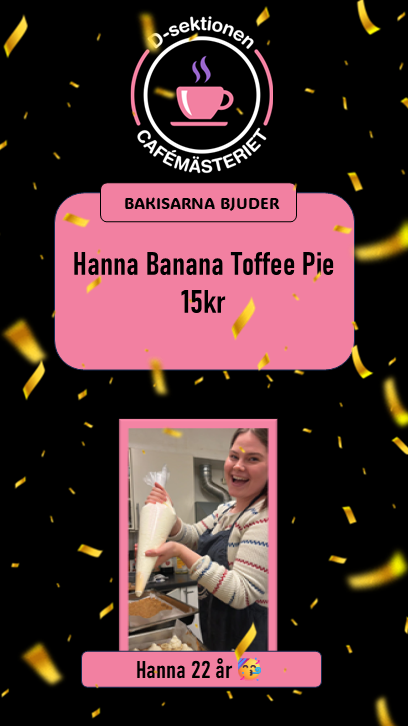 D-sektionen
CAFÉMÄSTERIET
BAKISARNA BJUDER
Hanna Banana Toffee Pie
15kr
Hanna 22 år 🥳